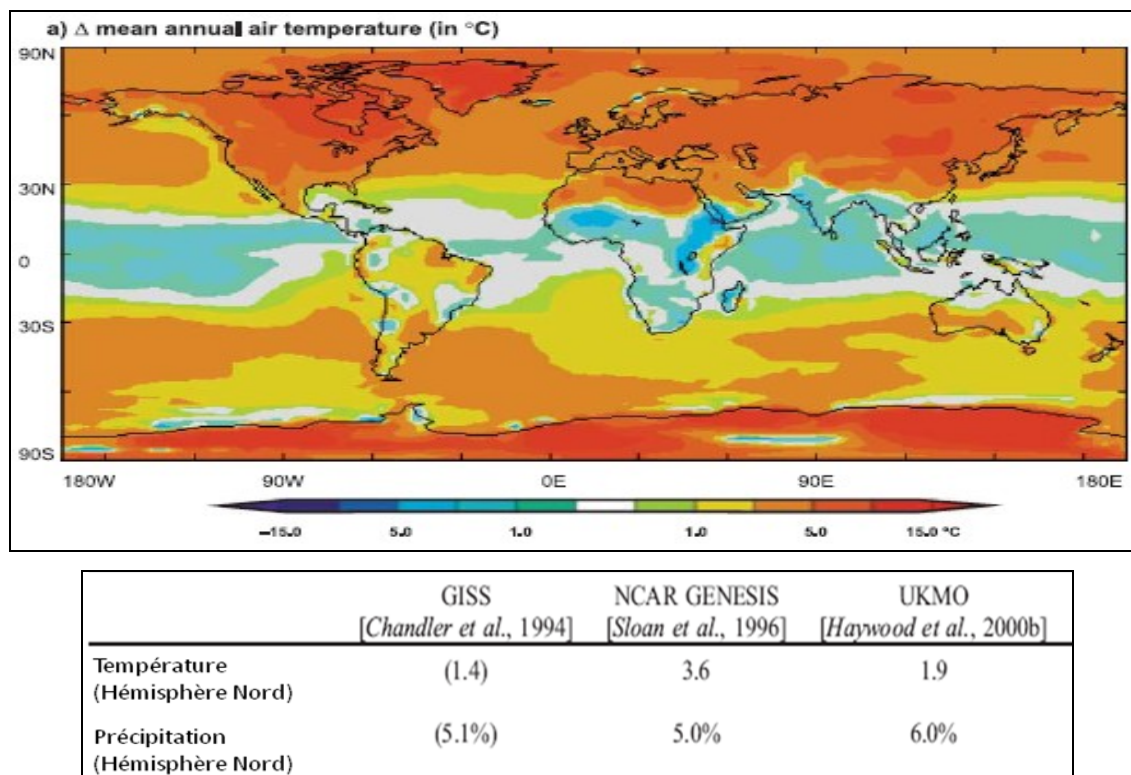 a) Δ mean annual air temperature (in °C)
90N
30N
0
30S
90S
180W 90W 0E 90E 180E
–15.0 5.0 1.0 1.0 5.0 15.0 °C
GISS NCAR GENESIS UKMO
[Chandler et al., 1994] [Sloan et al., 1996] [Haywood et al., 2000b]
Température (1.4) 3.6 1.9
(Hémisphère Nord)
Précipitation (5.1%) 5.0% 6.0%
(Hémisphère Nord)